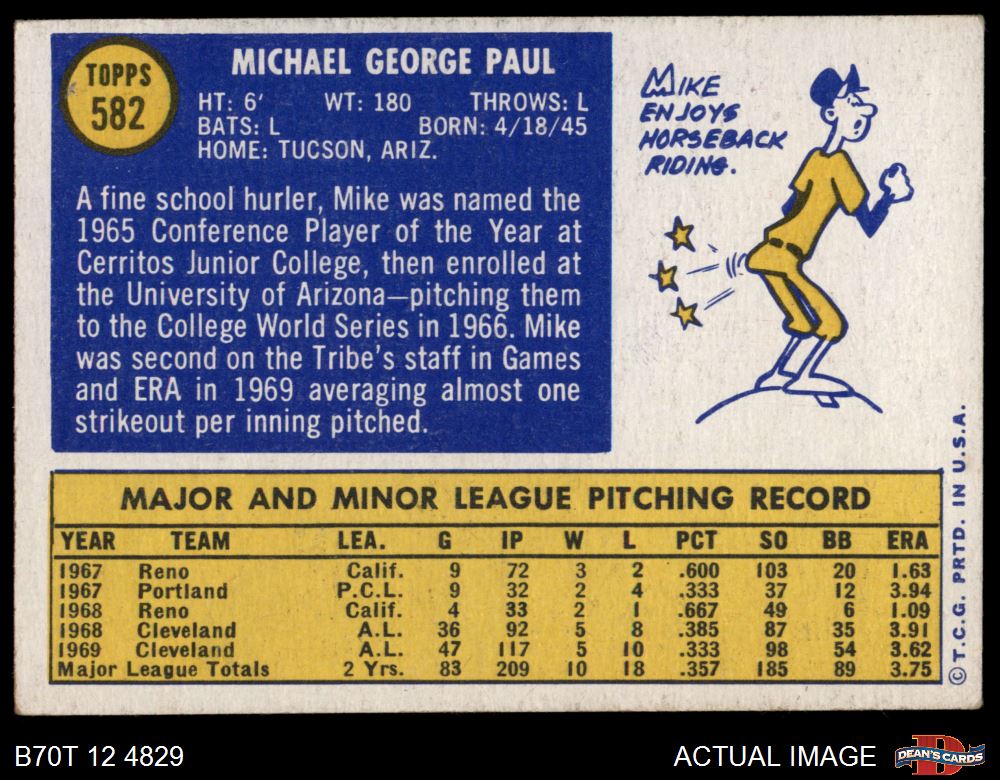 TOPPS
582
MICHAEL GEORGE PAUL
HT: 6' WT: 180 THROWS: L
BATS: L BORN: 4/18/45
HOME: TUCSON, ARIZ.
A fine school hurler, Mike was named the
1965 Conference Player of the Year at
Cerritos Junior College, then enrolled at
the University of Arizona—pitching them
to the College World Series in 1966. Mike
was second on the Tribe's staff in Games
and ERA in 1969 averaging almost one
strikeout per inning pitched.
MIKE
ENJOYS
HORSEBACK
RIDING.
MAJOR AND MINOR LEAGUE PITCHING RECORD
YEAR TEAM LEA. G IP W L PCT SO BB ERA
1967 Reno Calif. 9 72 3 2 .600 103 20 1.63
1967 Portland P.C.L. 9 32 2 4 .333 37 12 3.94
1968 Reno Calif. 4 33 2 1 .667 49 6 1.09
1968 Cleveland A.L. 36 92 5 8 .385 87 35 3.91
1969 Cleveland A.L. 47 117 5 10 .333 98 54 3.62
Major League Totals 2 Yrs. 83 209 10 18 .357 185 89 3.75
©T.C.G. PRTD. IN U.S.A.
B70T 12 4829
ACTUAL IMAGE
D
DEAN'S CARDS